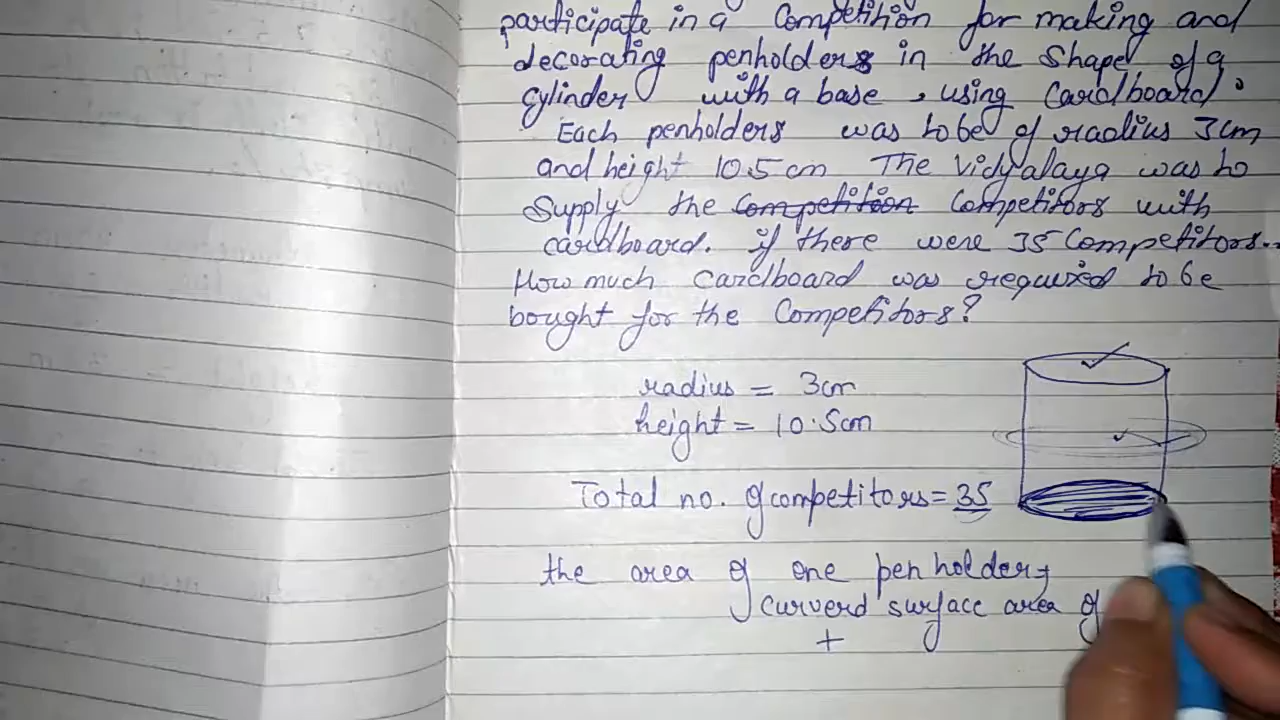 participate in a Competition for making and
decorating penholders in the Shape of a
cylinder with a base, using Cardboard.
Each penholders was to be of radius 3cm
and height 10.5 cm The Vidyalaya was to
Supply the Competition Competitors with
cardboard. if there were 35 Competitors.
How much Cardboard was required to be
bought for the Competitors?
radius = 3cm
height = 10.5cm
Total no. of competitors = 35
the area of one penholder =
curverd surface area of
+